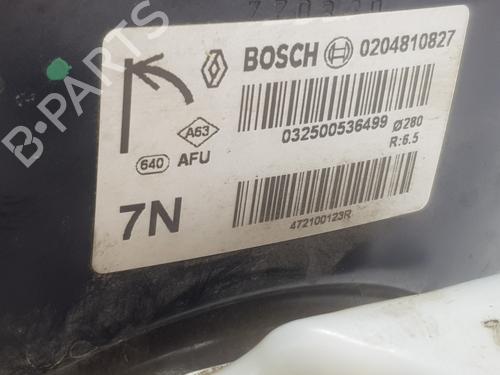 BOSCH 0204810827
032500536499
Ø280
R:6.5
A63
640 AFU
7N
472100123R
B-PARTS